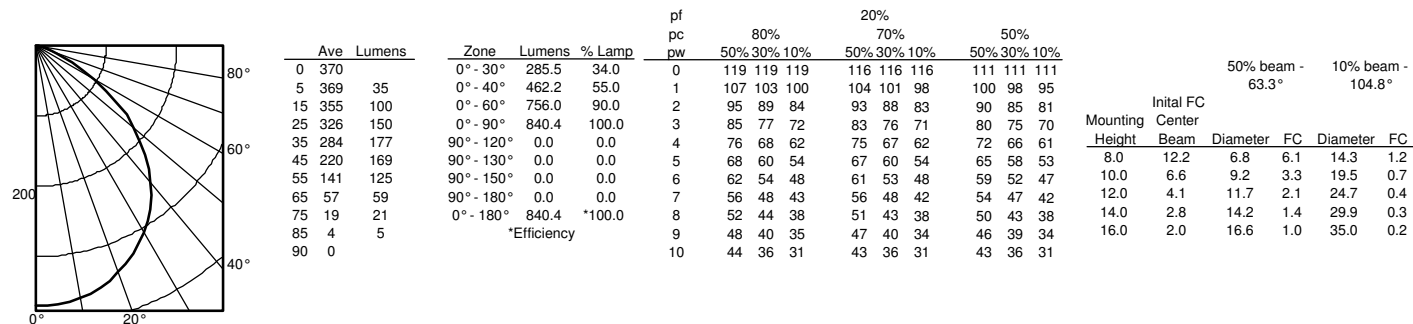 80°
60°
200
40°
0° 20°
Ave Lumens
0 370
5 369 35
15 355 100
25 326 150
35 284 177
45 220 169
55 141 125
65 57 59
75 19 21
85 4 5
90 0
Zone Lumens % Lamp
0° - 30° 285.5 34.0
0° - 40° 462.2 55.0
0° - 60° 756.0 90.0
0° - 90° 840.4 100.0
90° - 120° 0.0 0.0
90° - 130° 0.0 0.0
90° - 150° 0.0 0.0
90° - 180° 0.0 0.0
0° - 180° 840.4 *100.0
*Efficiency
pf 20%
pc 80% 70% 50%
pw 50% 30% 10% 50% 30% 10% 50% 30% 10%
0 119 119 119 116 116 116 111 111 111
1 107 103 100 104 101 98 100 98 95
2 95 89 84 93 88 83 90 85 81
3 85 77 72 83 76 71 80 75 70
4 76 68 62 75 67 62 72 66 61
5 68 60 54 67 60 54 65 58 53
6 62 54 48 61 53 48 59 52 47
7 56 48 43 56 48 42 54 47 42
8 52 44 38 51 43 38 50 43 38
9 48 40 35 47 40 34 46 39 34
10 44 36 31 43 36 31 43 36 31
50% beam - 10% beam -
63.3° 104.8°
Inital FC
Mounting Center
Height Beam Diameter FC Diameter FC
8.0 12.2 6.8 6.1 14.3 1.2
10.0 6.6 9.2 3.3 19.5 0.7
12.0 4.1 11.7 2.1 24.7 0.4
14.0 2.8 14.2 1.4 29.9 0.3
16.0 2.0 16.6 1.0 35.0 0.2